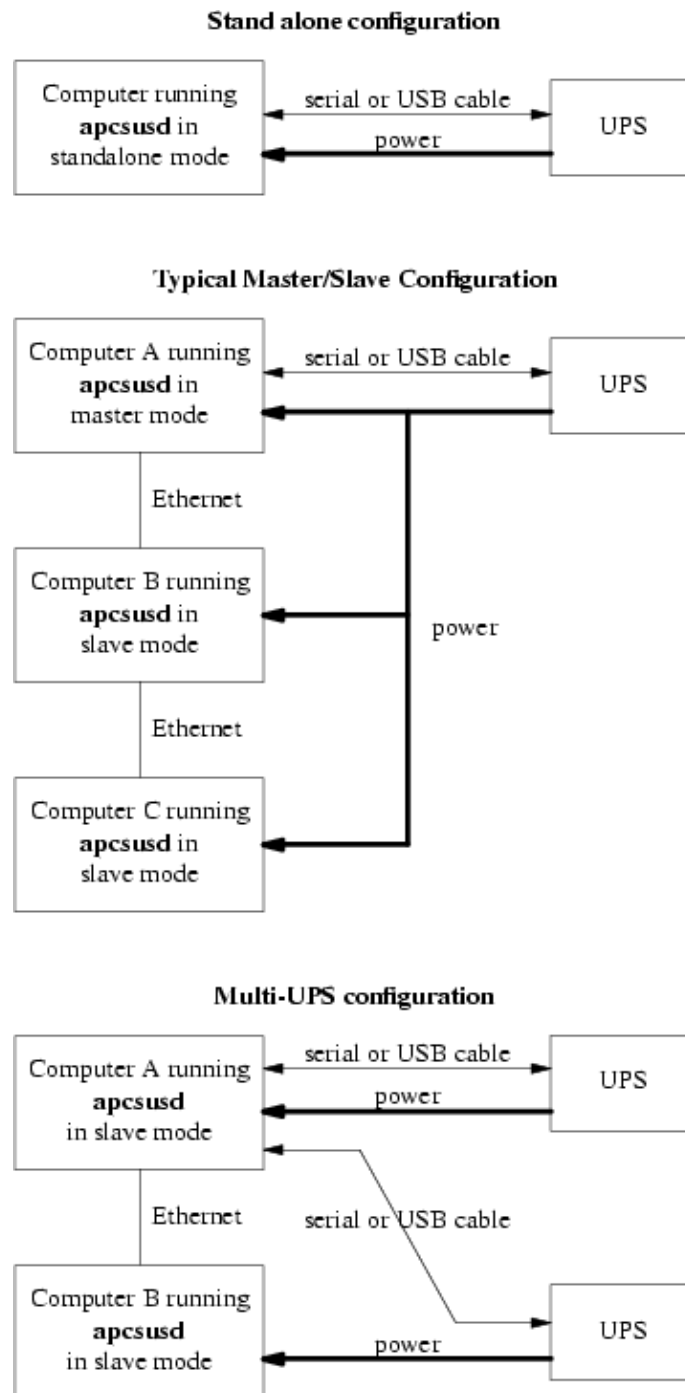 Stand alone configuration
Computer running
apcsusd in
standalone mode
serial or USB cable
power
UPS
Typical Master/Slave Configuration
Computer A running
apcsusd in
master mode
serial or USB cable
UPS
Ethernet
Computer B running
apcsusd in
slave mode
power
Ethernet
Computer C running
apcsusd in
slave mode
Multi-UPS configuration
Computer A running
apcsusd
in slave mode
serial or USB cable
power
UPS
Ethernet
serial or USB cable
Computer B running
apcsusd
in slave mode
power
UPS